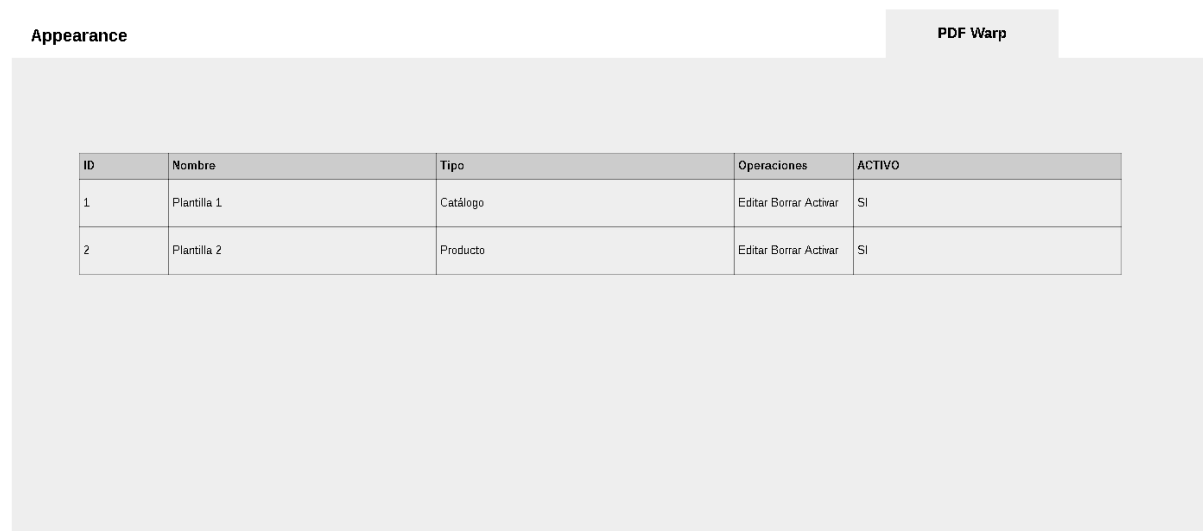 Appearance
PDF Warp
ID Nombre Tipo Operaciones ACTIVO
1 Plantilla 1 Catálogo Editar Borrar Activar SI
2 Plantilla 2 Producto Editar Borrar Activar SI